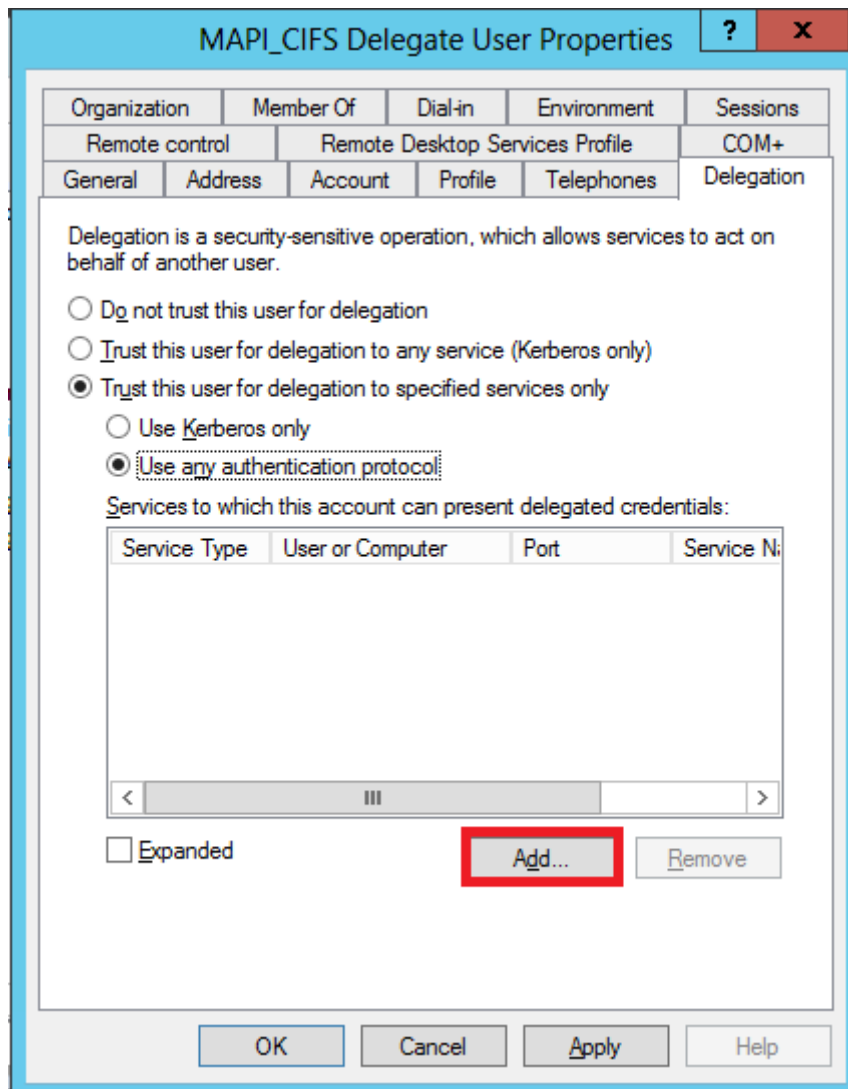 MAPI_CIFS Delegate User Properties
?
x
Organization Member Of Dial-in Environment Sessions
Remote control Remote Desktop Services Profile COM+
General Address Account Profile Telephones Delegation
Delegation is a security-sensitive operation, which allows services to act on
behalf of another user.
Do not trust this user for delegation
Trust this user for delegation to any service (Kerberos only)
Trust this user for delegation to specified services only
Use Kerberos only
Use any authentication protocol
Services to which this account can present delegated credentials:
Service Type User or Computer Port Service
Expanded
Add... Remove
OK Cancel Apply Help